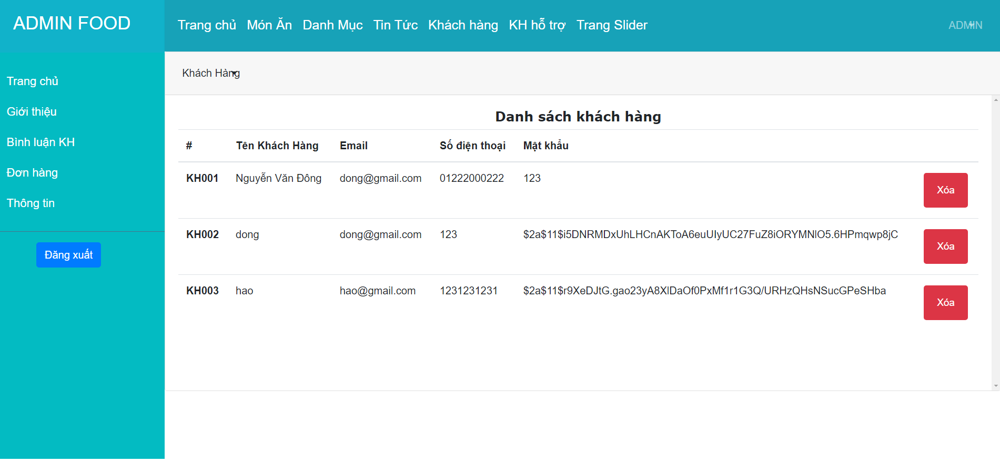 ADMIN FOOD
Trang chủ Món Ăn Danh Mục Tin Tức Khách hàng KH hỗ trợ Trang Slider
ADMIN
Trang chủ
Giới thiệu
Bình luận KH
Đơn hàng
Thông tin
Đăng xuất
Khách Hàng
Danh sách khách hàng
# Tên Khách Hàng Email Số điện thoại Mật khẩu
KH001 Nguyễn Văn Đông dong@gmail.com 01222000222 123 Xóa
KH002 dong dong@gmail.com 123 $2a$11$i5DNRMDxUhLHCnAKToA6euUIyUC27FuZ8iORYMNlO5.6HPmqwp8jC Xóa
KH003 hao hao@gmail.com 1231231231 $2a$11$r9XeDJtG.gao23yA8XlDaOf0PxMf1r1G3Q/URHzQHsNSucGPeSHba Xóa